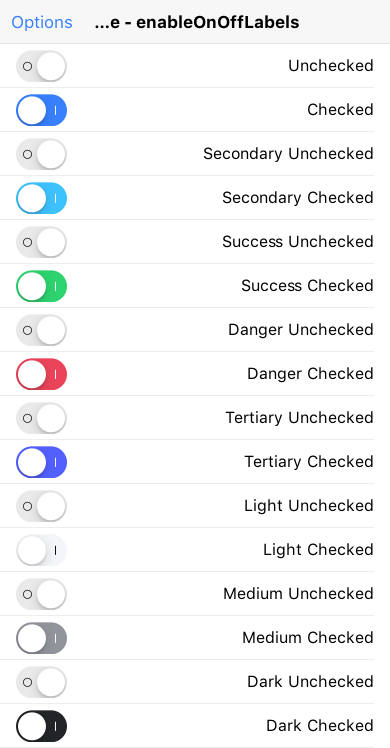 Options
...e - enableOnOffLabels
Unchecked
Checked
Secondary Unchecked
Secondary Checked
Success Unchecked
Success Checked
Danger Unchecked
Danger Checked
Tertiary Unchecked
Tertiary Checked
Light Unchecked
Light Checked
Medium Unchecked
Medium Checked
Dark Unchecked
Dark Checked